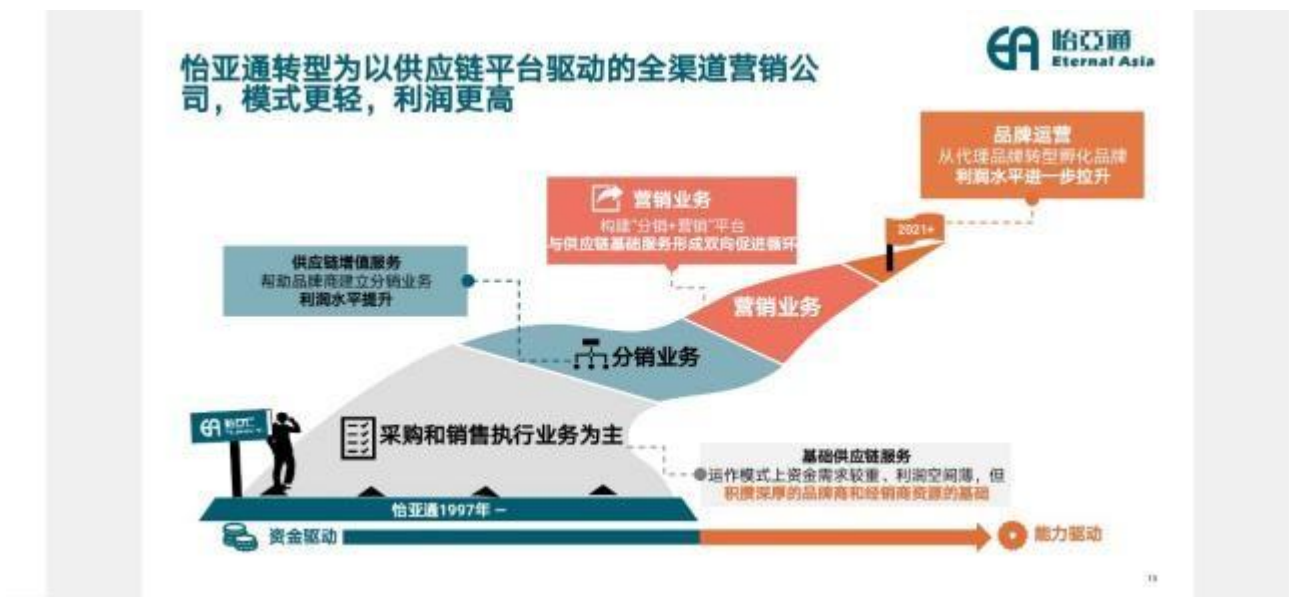 怡亚通转型为以供应链平台驱动的全渠道营销公
司，模式更轻，利润更高
怡亞通
Eternal Asia
品牌运营
从代理品牌转型孵化品牌
利润水平进一步拉升
营销业务
构建“分销+营销”平台
与供应链基础服务形成双向促进循环
2021+
供应链增值服务
帮助品牌商建立分销业务
利润水平提升
营销业务
分销业务
采购和销售执行业务为主
基础供应链服务
运作模式上资金需求较重、利润空间薄，但
积攒深厚的品牌商和经销商资源的基础
怡亚通1997年－
资金驱动
能力驱动